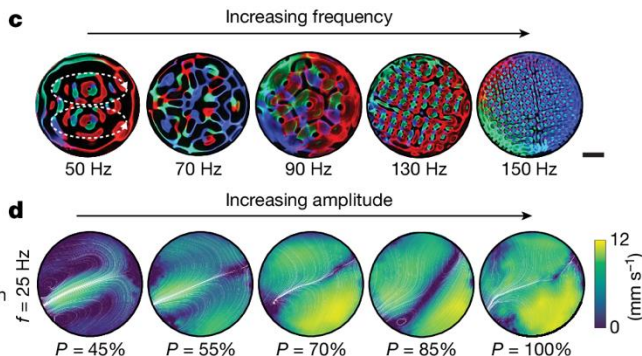 c
Increasing frequency
50 Hz
70 Hz
90 Hz
130 Hz
150 Hz
d
Increasing amplitude
f = 25 Hz
12
0
(mm s⁻¹)
P = 45%
P = 55%
P = 70%
P = 85%
P = 100%